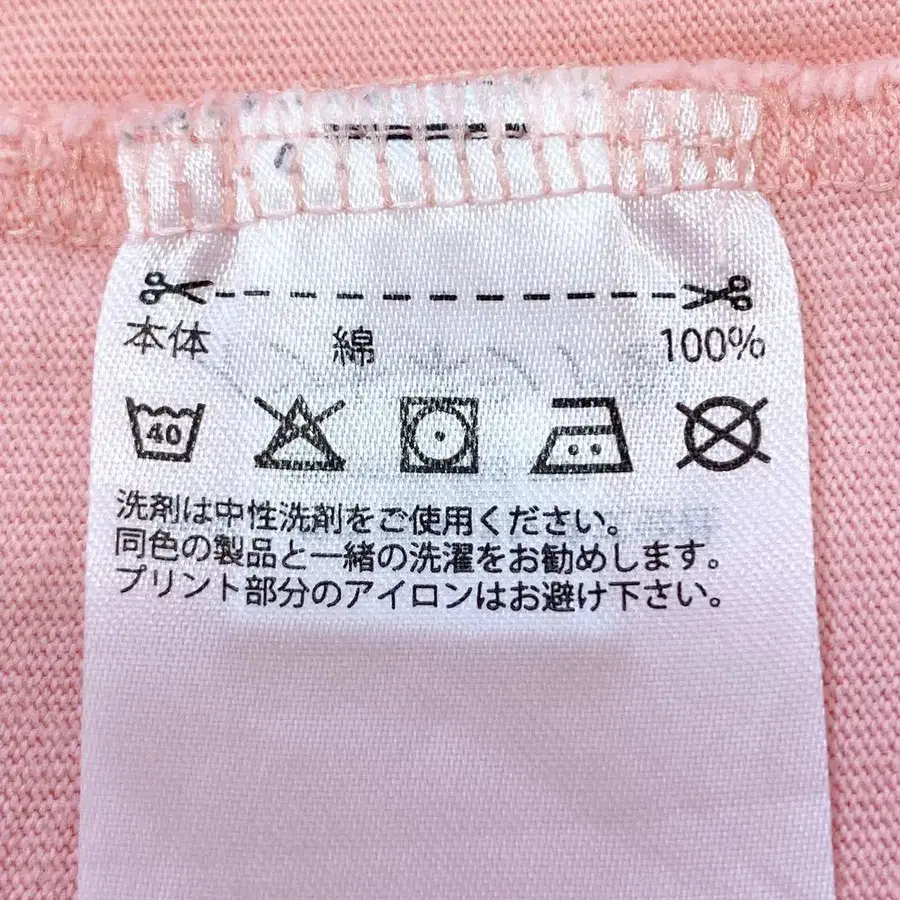 本体 綿 100%
40
洗剤は中性洗剤をご使用ください。
同色の製品と一緒の洗濯をお勧めします。
プリント部分のアイロンはお避け下さい。